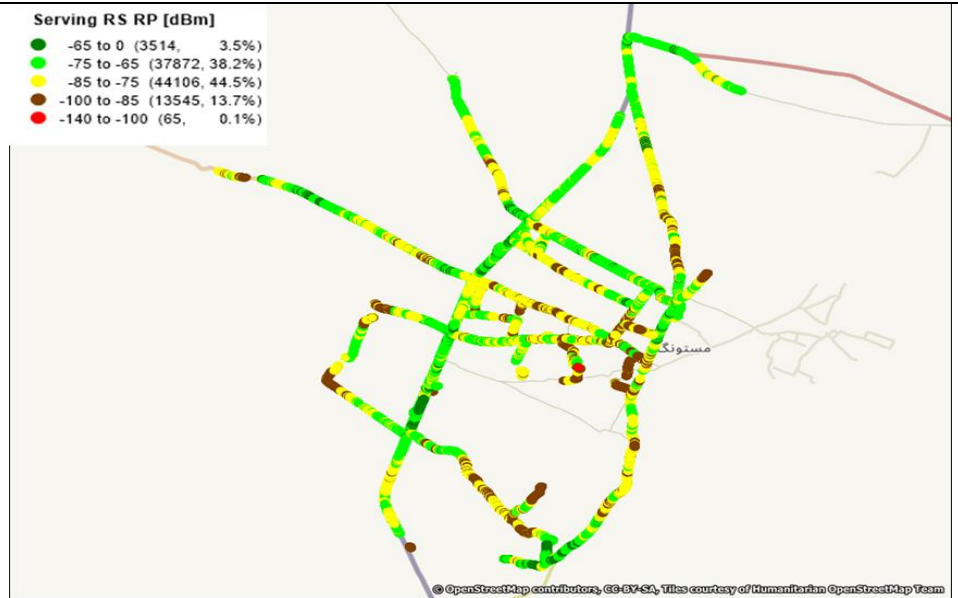 Serving RS RP [dBm]
-65 to 0 (3514, 3.5%)
-75 to -65 (37872, 38.2%)
-85 to -75 (44106, 44.5%)
-100 to -85 (13545, 13.7%)
-140 to -100 (65, 0.1%)
مستونگ
© OpenStreetMap contributors, CC-BY-SA, Tiles courtesy of Humanitarian OpenStreetMap Team